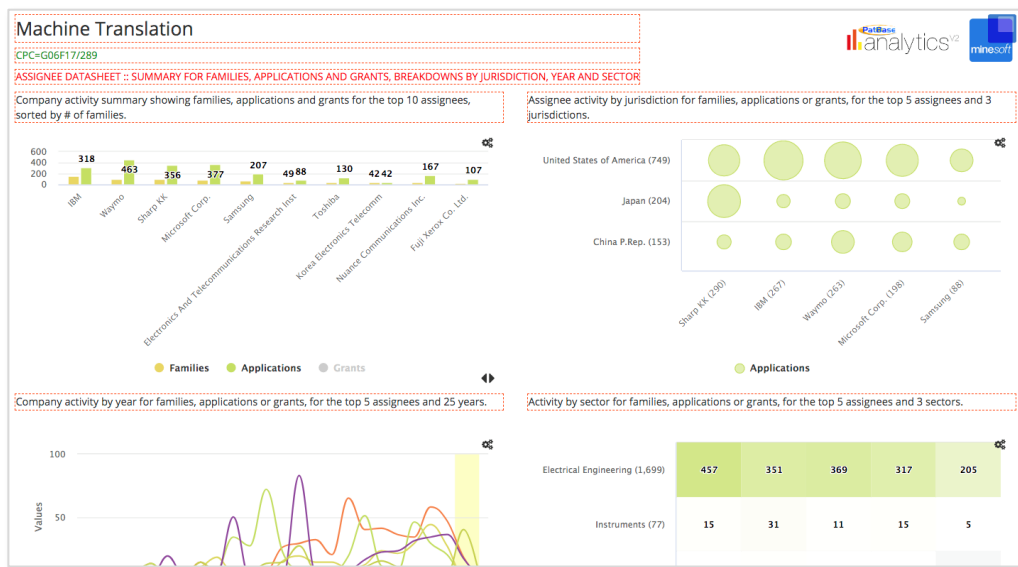 Machine Translation
CPC=G06F17/289
ASSIGNEE DATASHEET :: SUMMARY FOR FAMILIES, APPLICATIONS AND GRANTS, BREAKDOWNS BY JURISDICTION, YEAR AND SECTOR
PatBase
analytics V2
minesoft
Company activity summary showing families, applications and grants for the top 10 assignees,
sorted by # of families.
600
400
200
0
318
463
356
377
207
49 88
130
42 42
167
107
IBM
Waymo
Sharp KK
Microsoft Corp.
Samsung
Electronics And Telecommunications Research Inst
Toshiba
Korea Electronics Telecomm
Nuance Communications Inc.
Fuji Xerox Co. Ltd.
Families Applications Grants
Assignee activity by jurisdiction for families, applications or grants, for the top 5 assignees and 3
jurisdictions.
United States of America (749)
Japan (204)
China P.Rep. (153)
Sharp KK (290)
IBM (267)
Waymo (263)
Microsoft Corp. (198)
Samsung (88)
Applications
Company activity by year for families, applications or grants, for the top 5 assignees and 25 years.
100
50
Values
Activity by sector for families, applications or grants, for the top 5 assignees and 3 sectors.
Electrical Engineering (1,699) 457 351 369 317 205
Instruments (77) 15 31 11 15 5